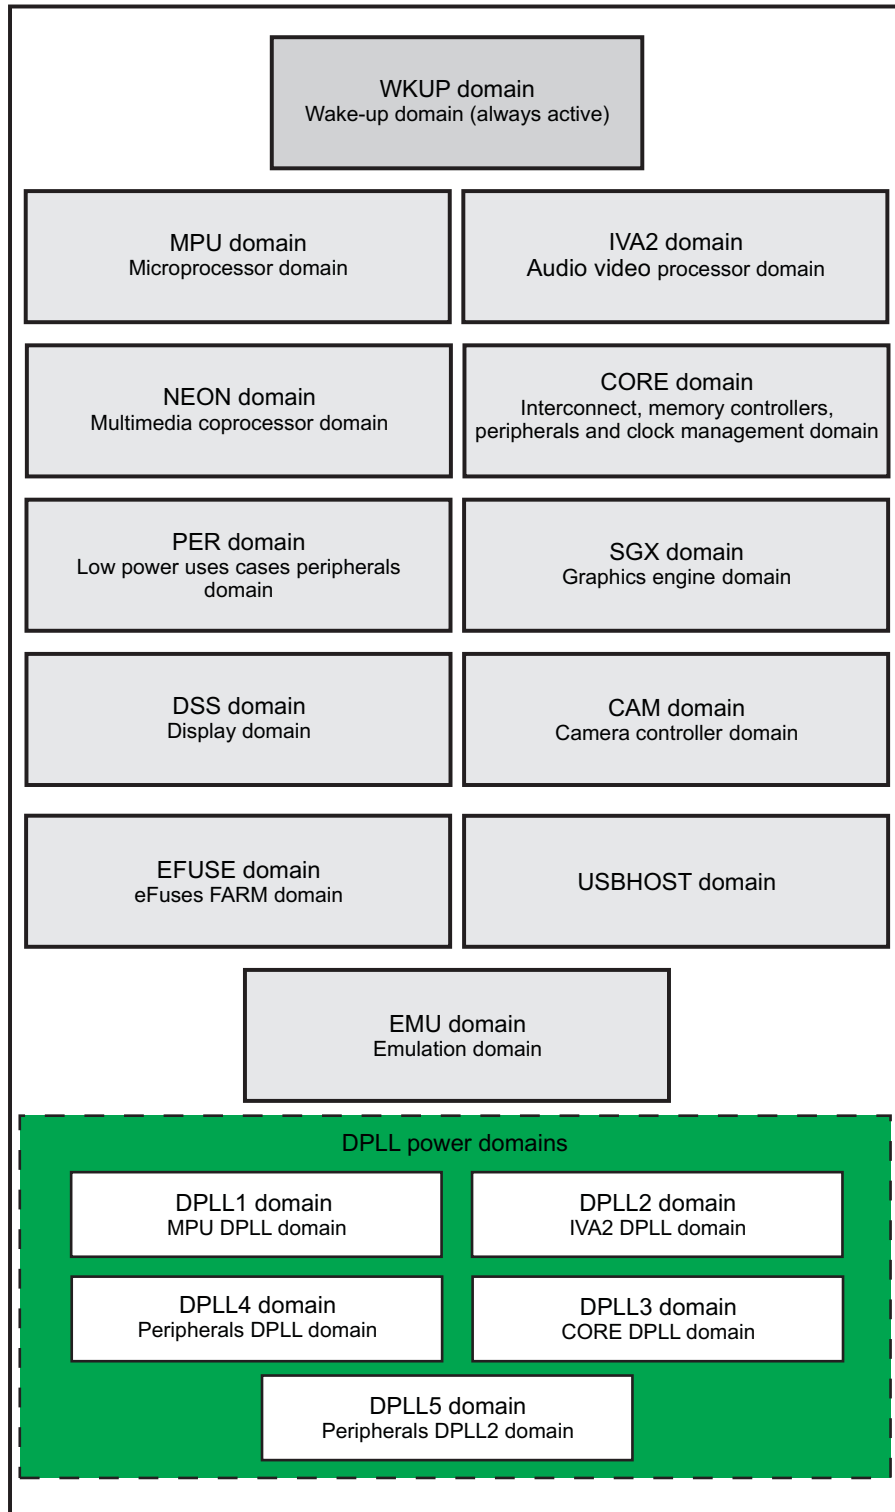 WKUP domain
Wake-up domain (always active)
MPU domain
Microprocessor domain
IVA2 domain
Audio video processor domain
NEON domain
Multimedia coprocessor domain
CORE domain
Interconnect, memory controllers,
peripherals and clock management domain
PER domain
Low power uses cases peripherals
domain
SGX domain
Graphics engine domain
DSS domain
Display domain
CAM domain
Camera controller domain
EFUSE domain
eFuses FARM domain
USBHOST domain
EMU domain
Emulation domain
DPLL power domains
DPLL1 domain
MPU DPLL domain
DPLL2 domain
IVA2 DPLL domain
DPLL4 domain
Peripherals DPLL domain
DPLL3 domain
CORE DPLL domain
DPLL5 domain
Peripherals DPLL2 domain